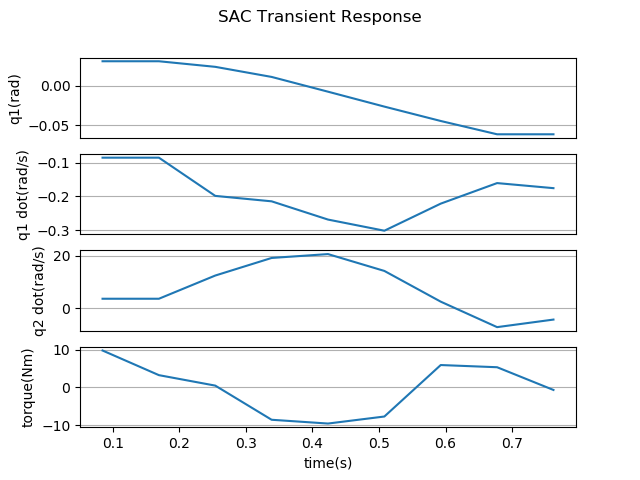 SAC Transient Response
q1(rad)
0.00
−0.05
q1 dot(rad/s)
−0.1
−0.2
−0.3
q2 dot(rad/s)
20
0
torque(Nm)
10
0
−10
0.1 0.2 0.3 0.4 0.5 0.6 0.7
time(s)